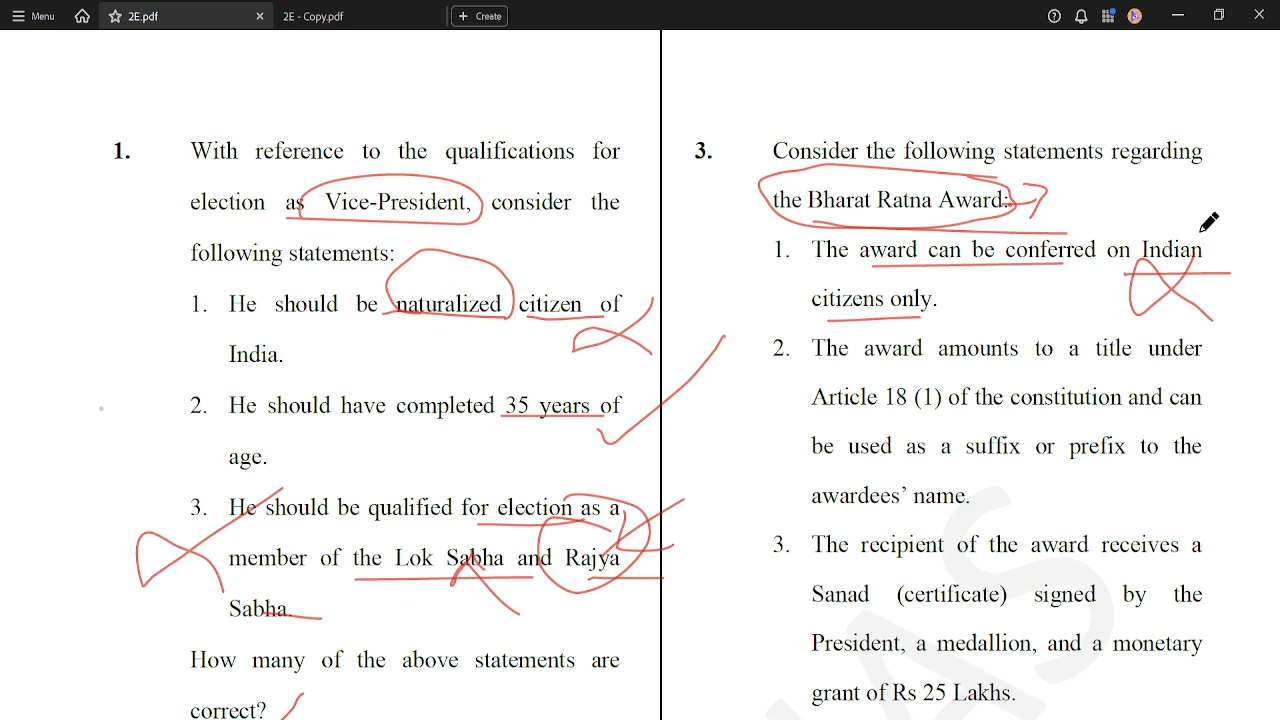 Menu
2E.pdf
2E - Copy.pdf
Create
1. With reference to the qualifications for
election as Vice-President, consider the
following statements:
1. He should be naturalized citizen of
India.
2. He should have completed 35 years of
age.
3. He should be qualified for election as a
member of the Lok Sabha and Rajya
Sabha.
How many of the above statements are
correct?
3. Consider the following statements regarding
the Bharat Ratna Award:
1. The award can be conferred on Indian
citizens only.
2. The award amounts to a title under
Article 18 (1) of the constitution and can
be used as a suffix or prefix to the
awardees’ name.
3. The recipient of the award receives a
Sanad (certificate) signed by the
President, a medallion, and a monetary
grant of Rs 25 Lakhs.